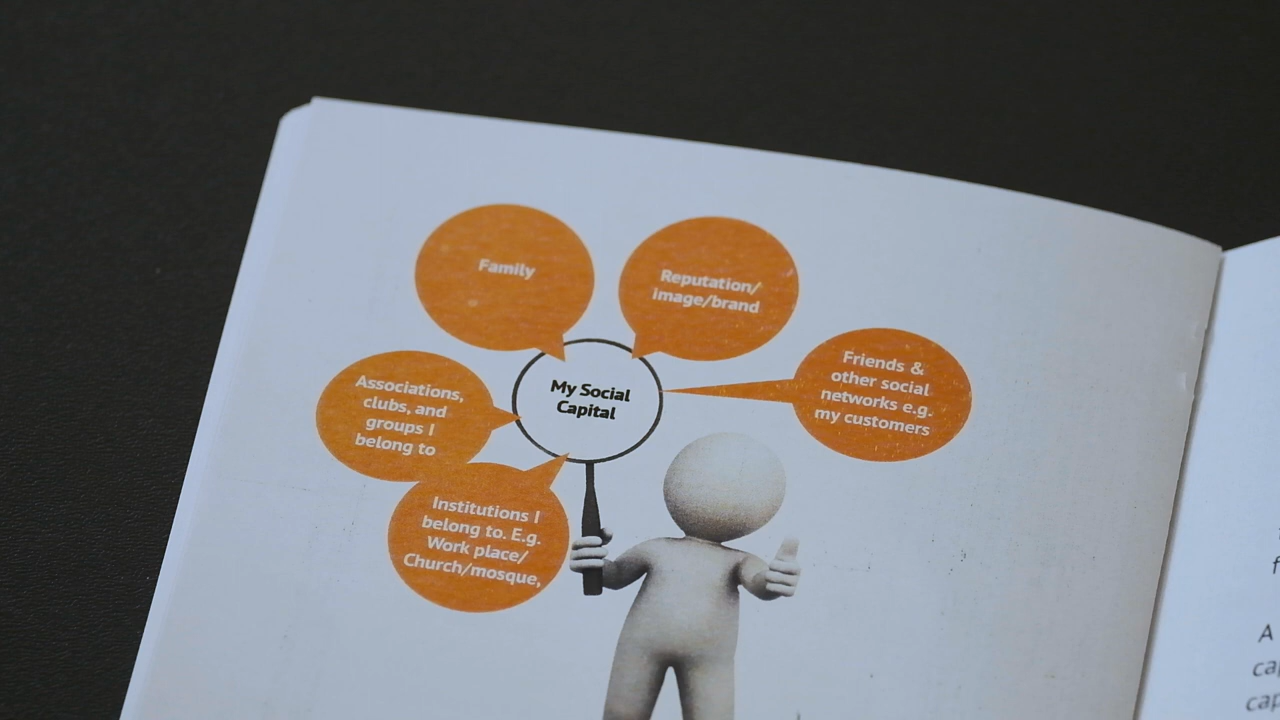 Family
Reputation/
image/brand
My Social
Capital
Friends &
other social
networks e.g.
my customers
Associations,
clubs, and
groups I
belong to
Institutions I
belong to. E.g.
Work place/
Church/mosque,
A